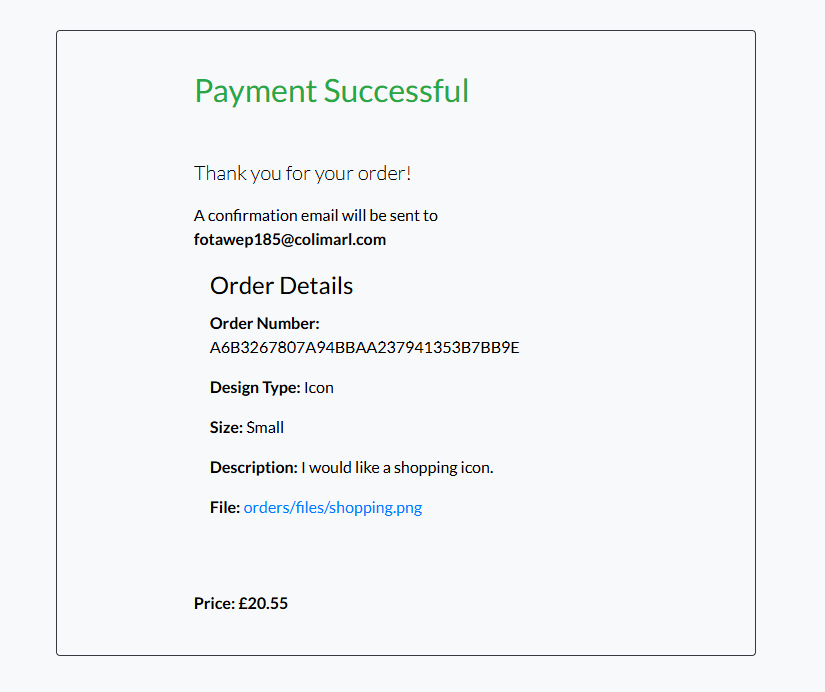 Payment Successful
Thank you for your order!
A confirmation email will be sent to
fotawep185@colimarl.com
Order Details
Order Number:
A6B3267807A94BBAA237941353B7BB9E
Design Type: Icon
Size: Small
Description: I would like a shopping icon.
File: orders/files/shopping.png
Price: £20.55